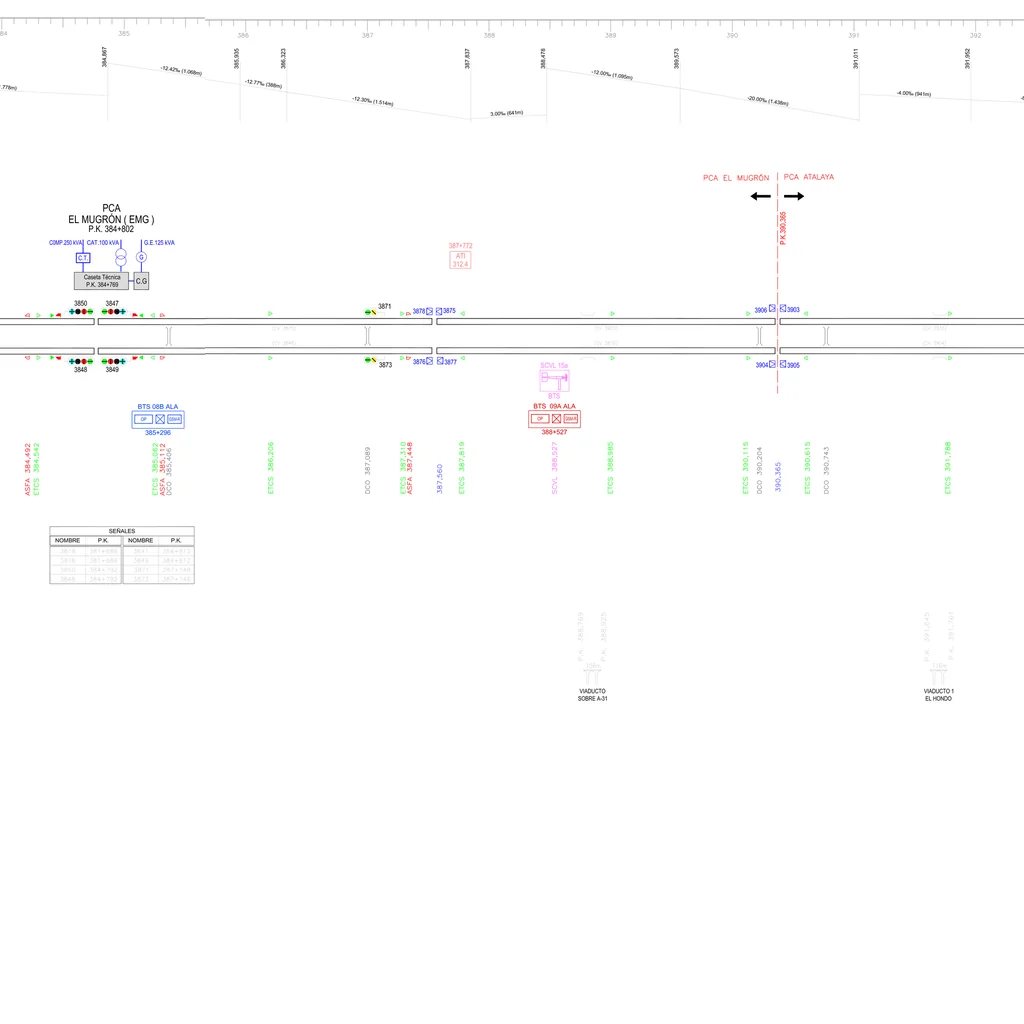 84 385 386 387 388 389 390 391 392
384,867
385,935
386,323
387,837
388,478
389,573
391,011
391,952
-12.42‰ (1.068m)
-12.77‰ (388m)
-12.30‰ (1.514m)
3.00‰ (641m)
-12.00‰ (1.095m)
-20.00‰ (1.438m)
-4.00‰ (941m)
PCA EL MUGRÓN
PCA ATALAYA
P.K.390,365
PCA
EL MUGRÓN ( EMG )
P.K. 384+802
COMP.250 kVA
CAT.100 kVA
G.E.125 kVA
C.T.
G
Caseta Técnica
P.K. 384+769
C.G
387+772
ATI
312.4
3850
3847
3871
3878
3875
3906
3903
3848
3849
3873
3876
3877
3904
3905
SCVL 15a
BTS
BTS 08B ALA
OP
GSM-R
385+296
BTS 09A ALA
OP
GSM-R
388+527
ASFA 384,492
ETCS 384,542
ETCS 385,062
ASFA 385,112
DCO 385,406
ETCS 386,206
DCO 387,089
ETCS 387,310
ASFA 387,448
387,560
ETCS 387,819
SCVL 388,527
ETCS 388,985
ETCS 390,115
DCO 390,204
390,365
ETCS 390,615
DCO 390,743
ETCS 391,788
SEÑALES
NOMBRE P.K. NOMBRE P.K.
VIADUCTO
SOBRE A-31
VIADUCTO 1
EL HONDO